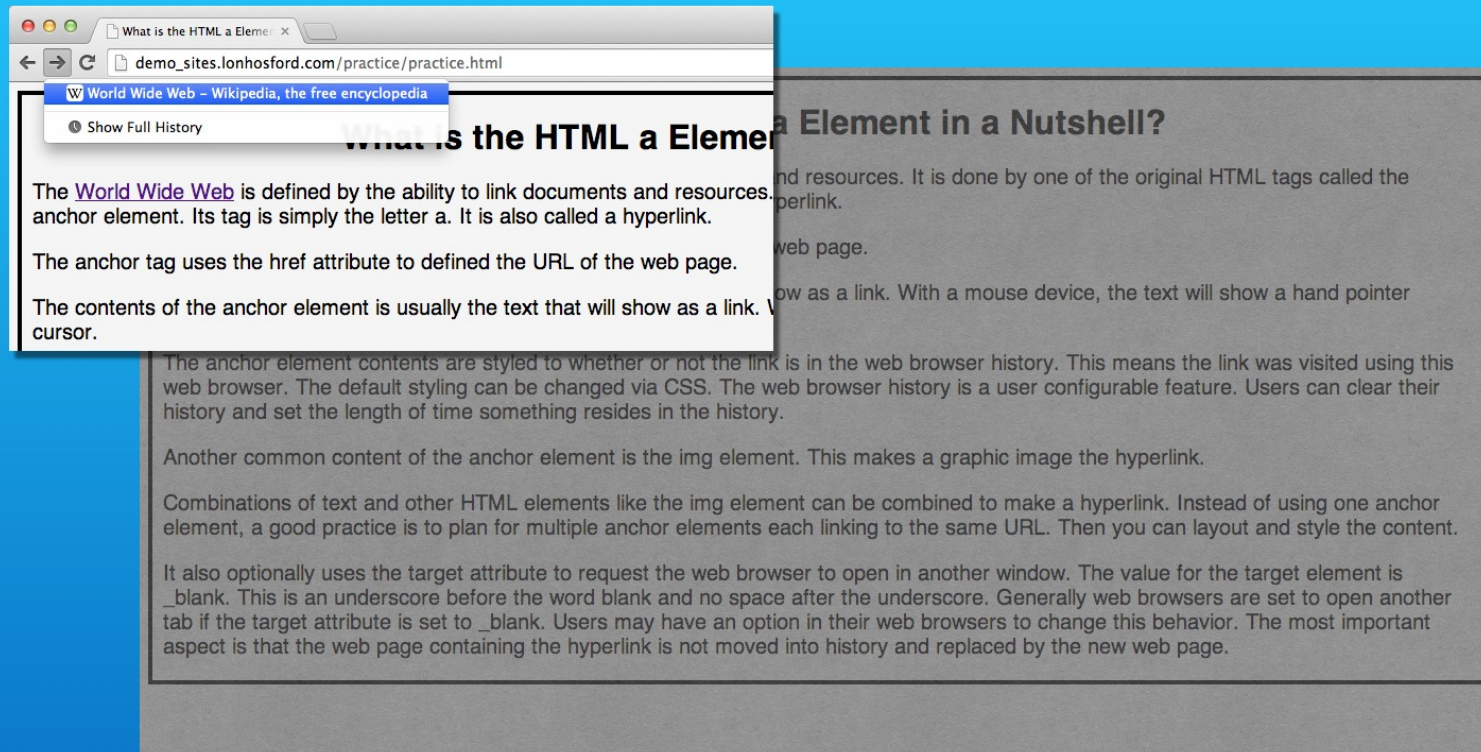 What is the HTML a Elemen
demo_sites.lonhosford.com/practice/practice.html
W World Wide Web – Wikipedia, the free encyclopedia
Show Full History
What is the HTML a Elemen
The World Wide Web is defined by the ability to link documents and resources.
anchor element. Its tag is simply the letter a. It is also called a hyperlink.
The anchor tag uses the href attribute to defined the URL of the web page.
The contents of the anchor element is usually the text that will show as a link.
cursor.
a Element in a Nutshell?
nd resources. It is done by one of the original HTML tags called the
perlink.
web page.
ow as a link. With a mouse device, the text will show a hand pointer
The anchor element contents are styled to whether or not the link is in the web browser history. This means the link was visited using this
web browser. The default styling can be changed via CSS. The web browser history is a user configurable feature. Users can clear their
history and set the length of time something resides in the history.
Another common content of the anchor element is the img element. This makes a graphic image the hyperlink.
Combinations of text and other HTML elements like the img element can be combined to make a hyperlink. Instead of using one anchor
element, a good practice is to plan for multiple anchor elements each linking to the same URL. Then you can layout and style the content.
It also optionally uses the target attribute to request the web browser to open in another window. The value for the target element is
_blank. This is an underscore before the word blank and no space after the underscore. Generally web browsers are set to open another
tab if the target attribute is set to _blank. Users may have an option in their web browsers to change this behavior. The most important
aspect is that the web page containing the hyperlink is not moved into history and replaced by the new web page.